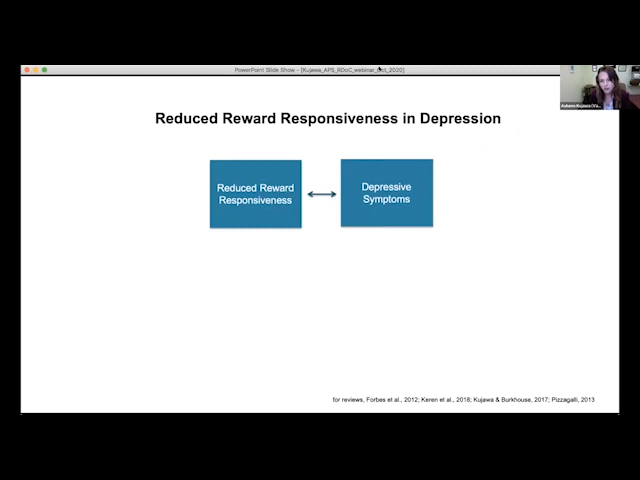 PowerPoint Slide Show - [Kujawa_APS_RDoC_webinar_Oct_2020]
Reduced Reward Responsiveness in Depression
Reduced Reward
Responsiveness
Depressive
Symptoms
for reviews, Forbes et al., 2012; Keren et al., 2018; Kujawa & Burkhouse, 2017; Pizzagalli, 2013